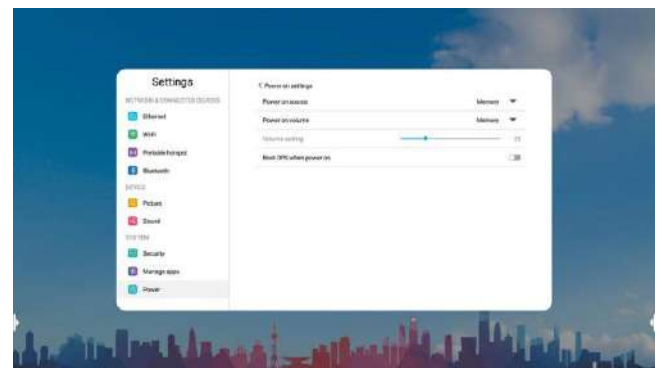 Settings
NETWORK & CONNECTED DEVICES
Ethernet
WiFi
Portable hotspot
Bluetooth
DEVICE
Picture
Sound
SYSTEM
Security
Manage apps
Power
Power on settings
Power on source
Memory
Power on volume
Memory
Volume setting
Boot OPS when power on